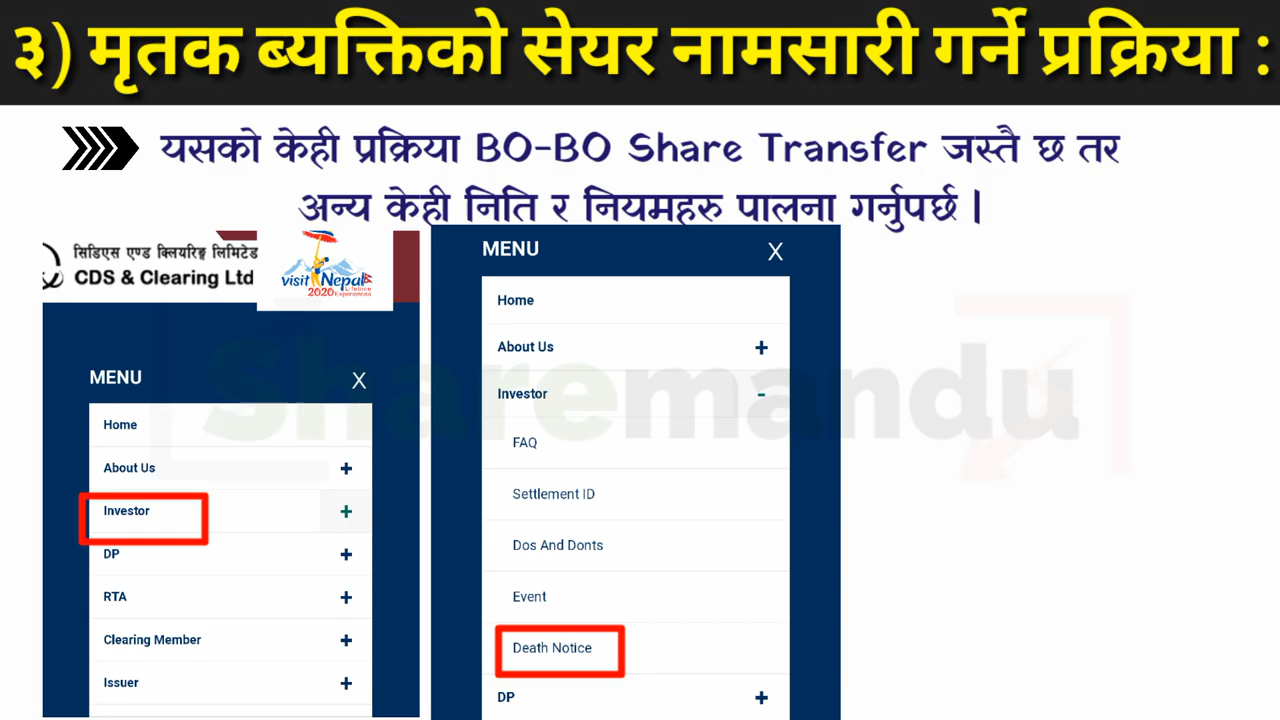 ३) मृतक ब्यक्तिको सेयर नामसारी गर्ने प्रक्रिया :
यसको केही प्रक्रिया BO-BO Share Transfer जस्तै छ तर
अन्य केही निति र नियमहरु पालना गर्नुपर्छ |
सिडिएस एण्ड क्लियरिङ्ग लिमिटेड
CDS & Clearing Ltd
visit Nepal
2020 Lifetime Experiences
MENU X
Home
About Us +
Investor +
DP +
RTA +
Clearing Member +
Issuer +
MENU X
Home
About Us +
Investor -
FAQ
Settlement ID
Dos And Donts
Event
Death Notice
DP +
Sharemandu